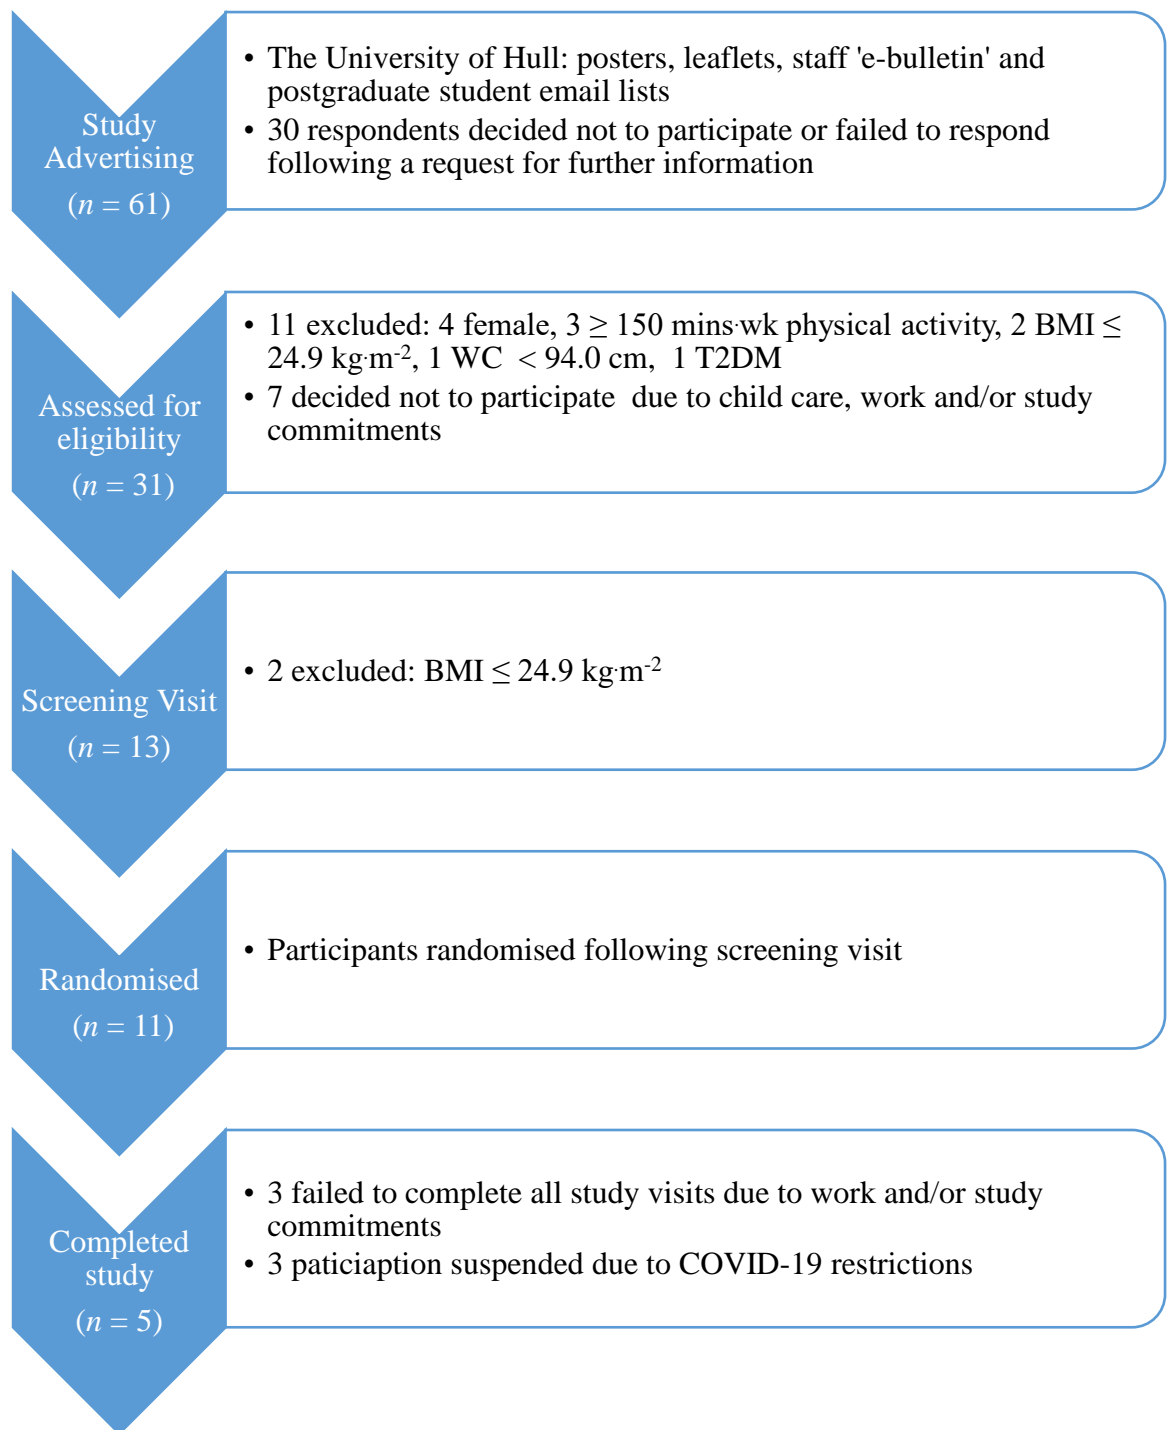 Study
Advertising
(n = 61)
• The University of Hull: posters, leaflets, staff 'e-bulletin' and
postgraduate student email lists
• 30 respondents decided not to participate or failed to respond
following a request for further information
Assessed for
eligibility
(n = 31)
• 11 excluded: 4 female, 3 ≥ 150 mins·wk physical activity, 2 BMI ≤
24.9 kg·m-2, 1 WC < 94.0 cm, 1 T2DM
• 7 decided not to participate due to child care, work and/or study
commitments
Screening Visit
(n = 13)
• 2 excluded: BMI ≤ 24.9 kg·m-2
Randomised
(n = 11)
• Participants randomised following screening visit
Completed
study
(n = 5)
• 3 failed to complete all study visits due to work and/or study
commitments
• 3 paticiaption suspended due to COVID-19 restrictions